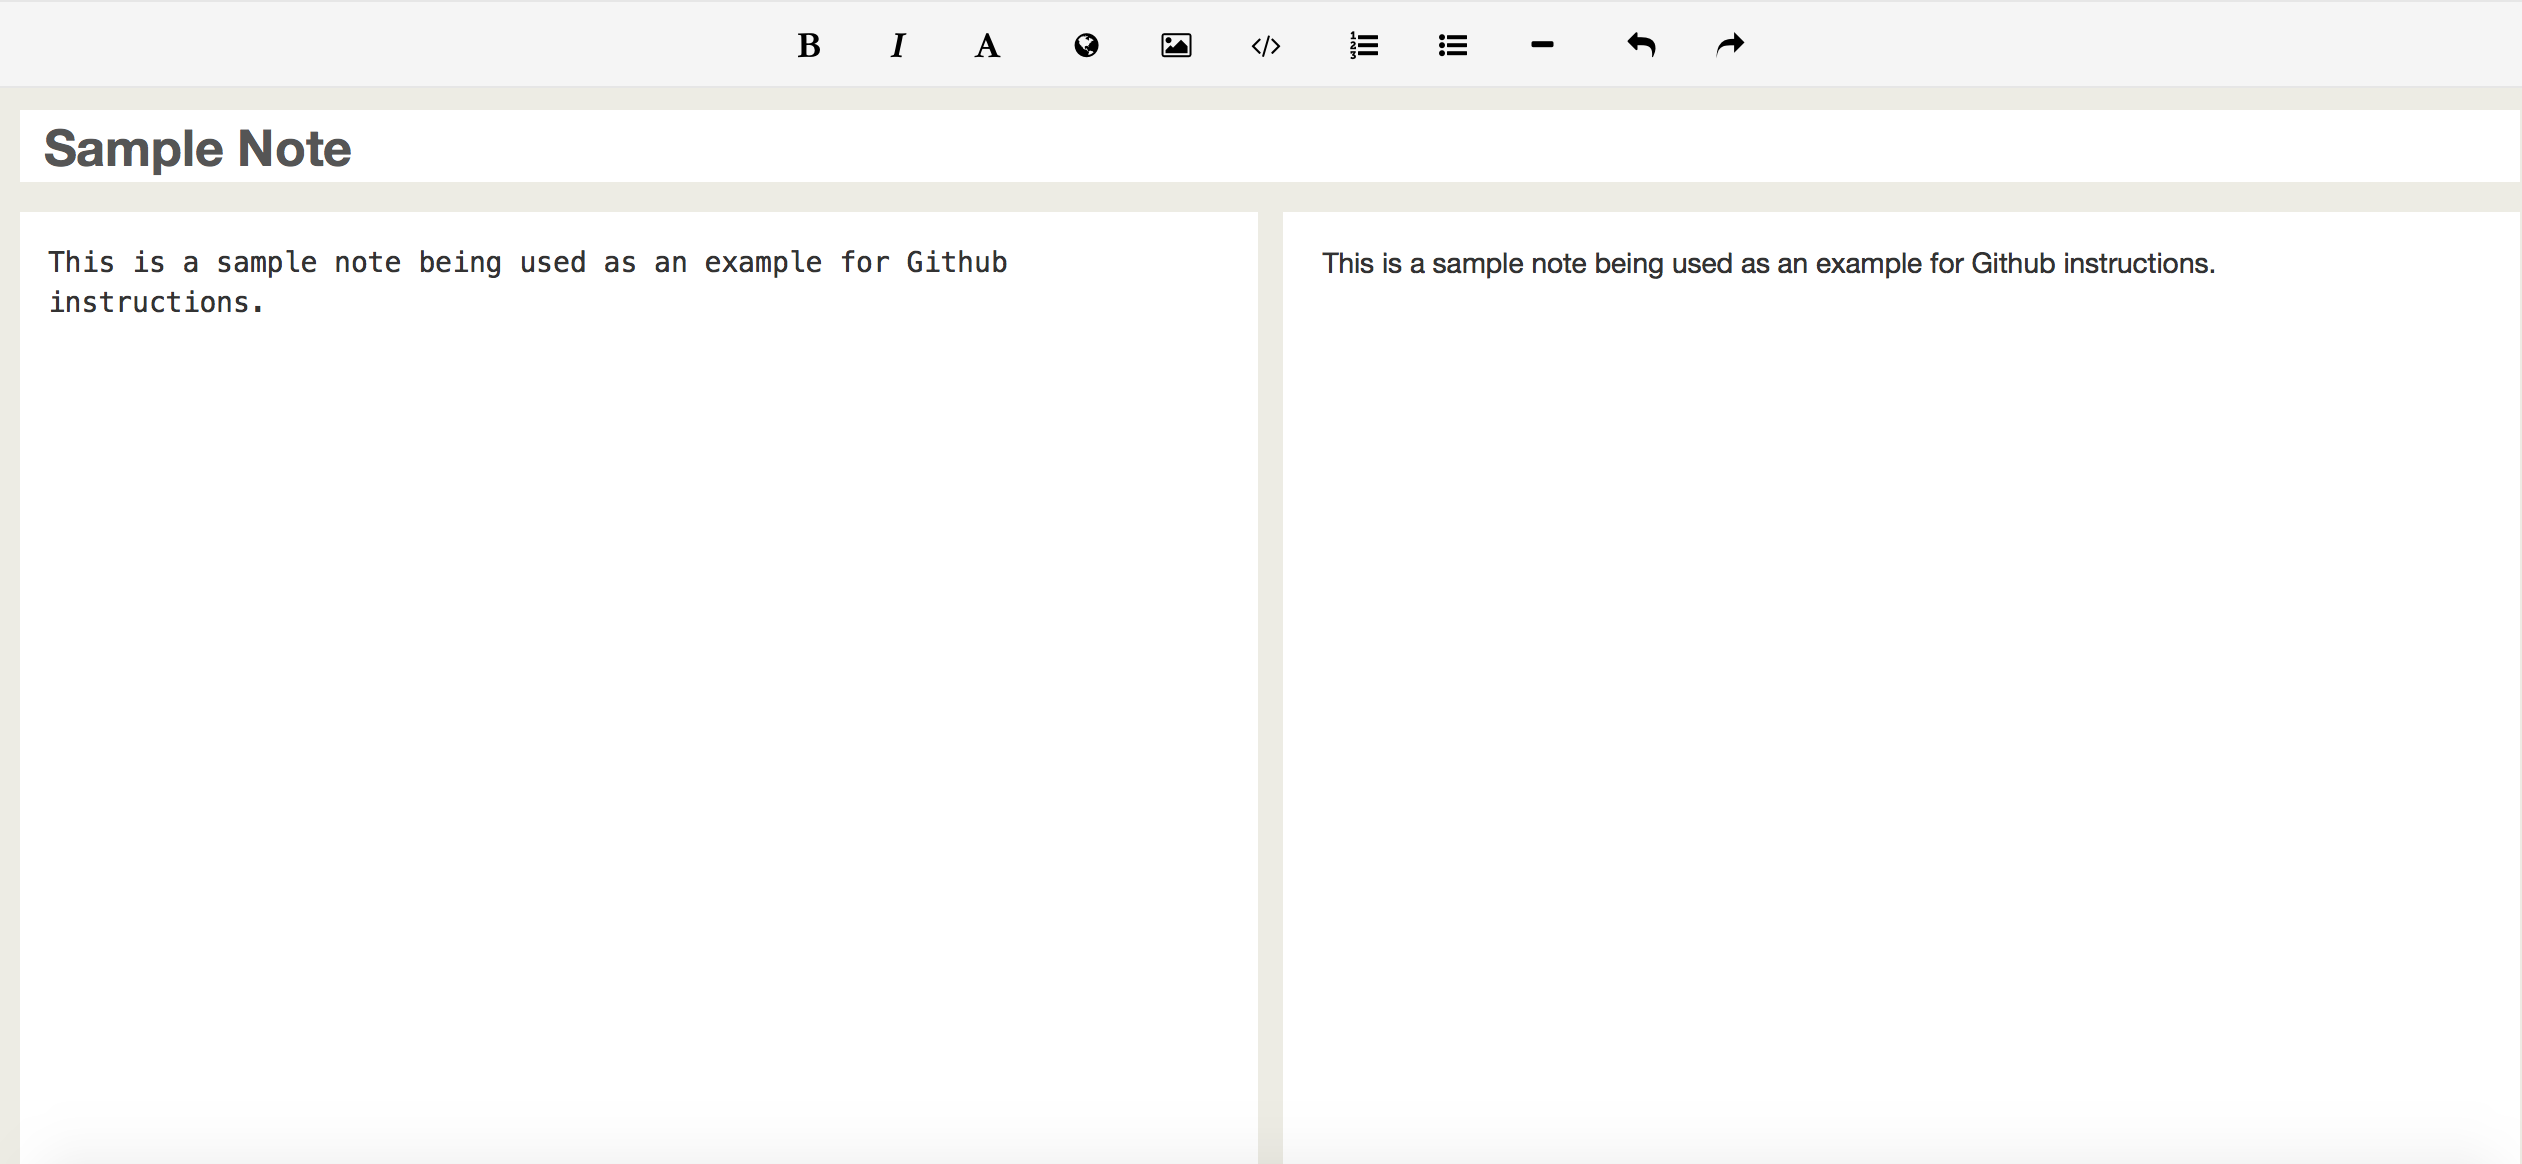 B I A
Sample Note
This is a sample note being used as an example for Github
instructions.
This is a sample note being used as an example for Github instructions.